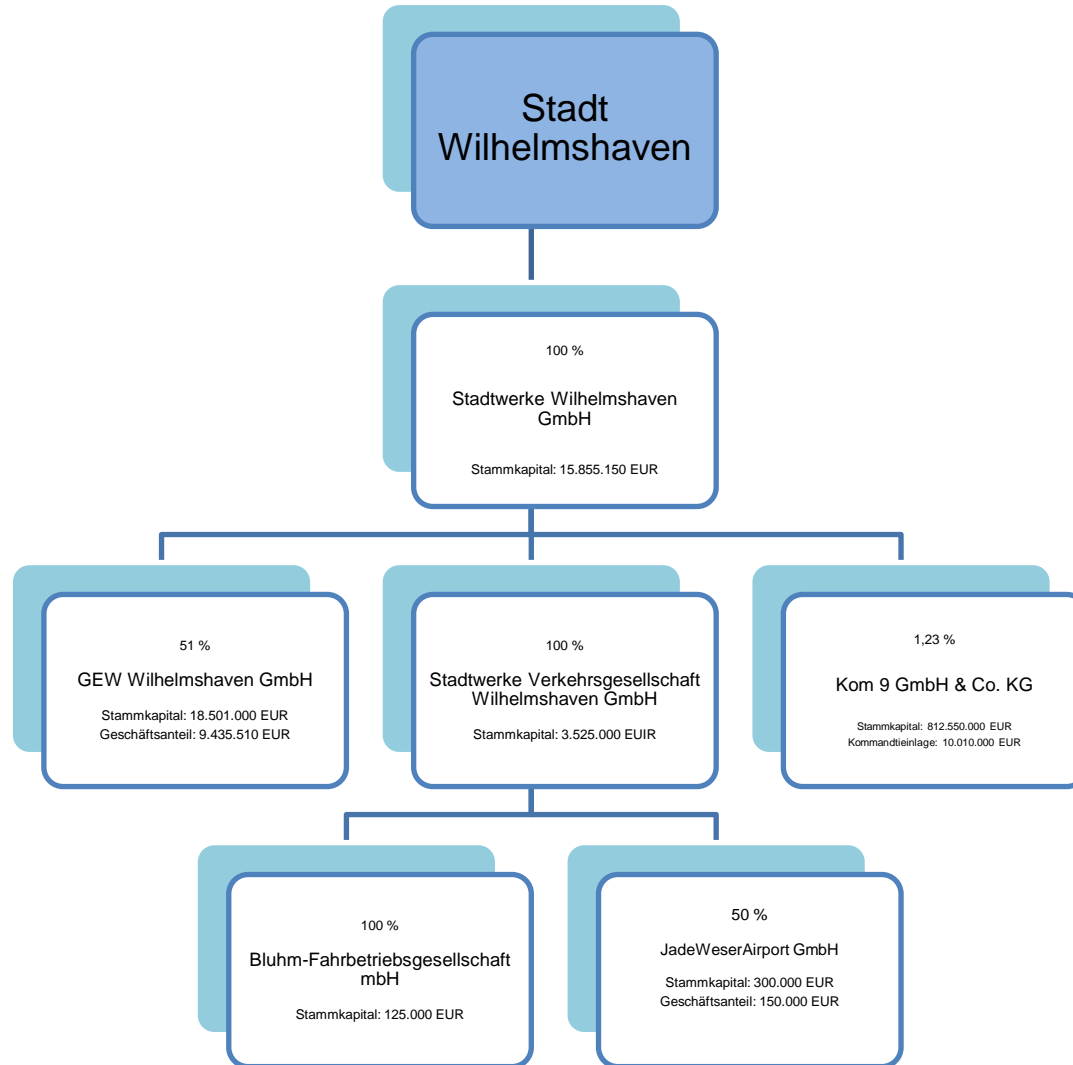 Stadt
Wilhelmshaven
100 %
Stadtwerke Wilhelmshaven
GmbH
Stammkapital: 15.855.150 EUR
51 %
GEW Wilhelmshaven GmbH
Stammkapital: 18.501.000 EUR
Geschäftsanteil: 9.435.510 EUR
100 %
Stadtwerke Verkehrsgesellschaft
Wilhelmshaven GmbH
Stammkapital: 3.525.000 EUIR
1,23 %
Kom 9 GmbH & Co. KG
Stammkapital: 812.550.000 EUR
Kommandtieinlage: 10.010.000 EUR
100 %
Bluhm-Fahrbetriebsgesellschaft
mbH
Stammkapital: 125.000 EUR
50 %
JadeWeserAirport GmbH
Stammkapital: 300.000 EUR
Geschäftsanteil: 150.000 EUR